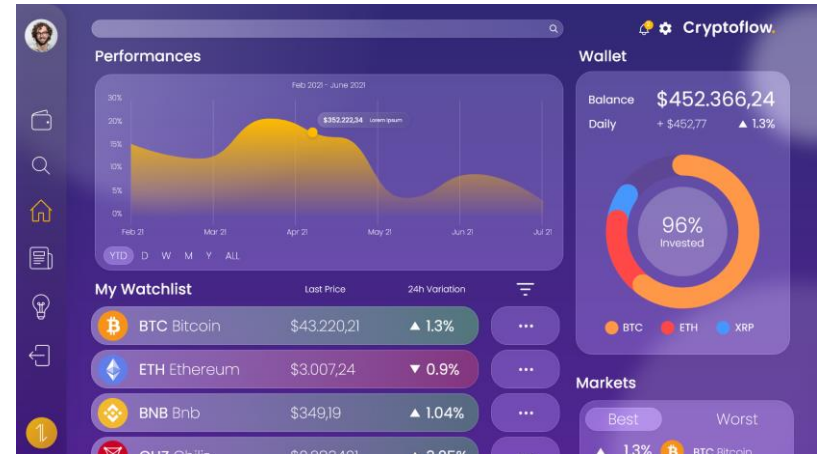 Cryptoflow.
Performances
Wallet
Feb 2021 - June 2021
30%
20%
15%
10%
5%
0%
$352.222,34 Lorem Ipsum
Feb 21 Mar 21 Apr 21 May 21 Jun 21 Jul 21
YTD D W M Y ALL
Balance $452.366,24
Daily + $452,77 ▲ 1.3%
96%
Invested
BTC ETH XRP
My Watchlist Last Price 24h Variation
BTC Bitcoin $43.220,21 ▲ 1.3% ...
ETH Ethereum $3.007,24 ▼ 0.9% ...
BNB Bnb $349,19 ▲ 1.04% ...
Markets
Best Worst
▲ 1.3% BTC Bitcoin